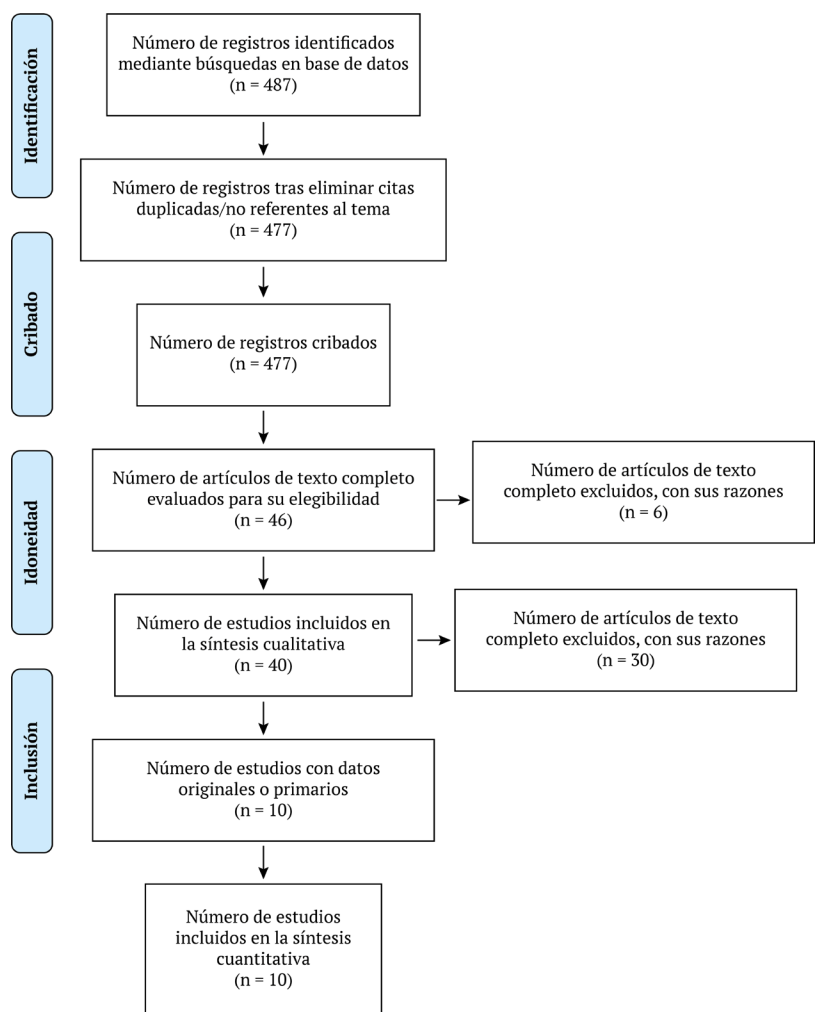 Identificación
Número de registros identificados
mediante búsquedas en base de datos
(n = 487)
Número de registros tras eliminar citas
duplicadas/no referentes al tema
(n = 477)
Cribado
Número de registros cribados
(n = 477)
Idoneidad
Número de artículos de texto completo
evaluados para su elegibilidad
(n = 46)
Número de artículos de texto
completo excluidos, con sus razones
(n = 6)
Número de estudios incluidos en
la síntesis cualitativa
(n = 40)
Número de artículos de texto
completo excluidos, con sus razones
(n = 30)
Inclusión
Número de estudios con datos
originales o primarios
(n = 10)
Número de estudios
incluidos en la síntesis
cuantitativa
(n = 10)